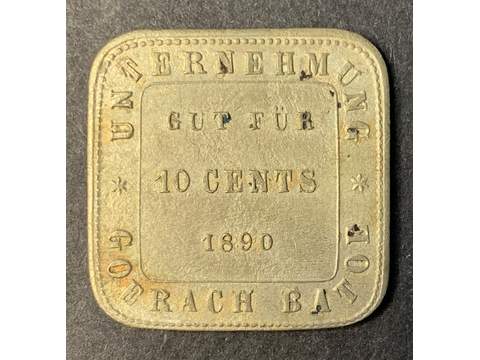 UNTERNEHMUNG
GUT FÜR
10 CENTS
1890
GOERACH BATOE